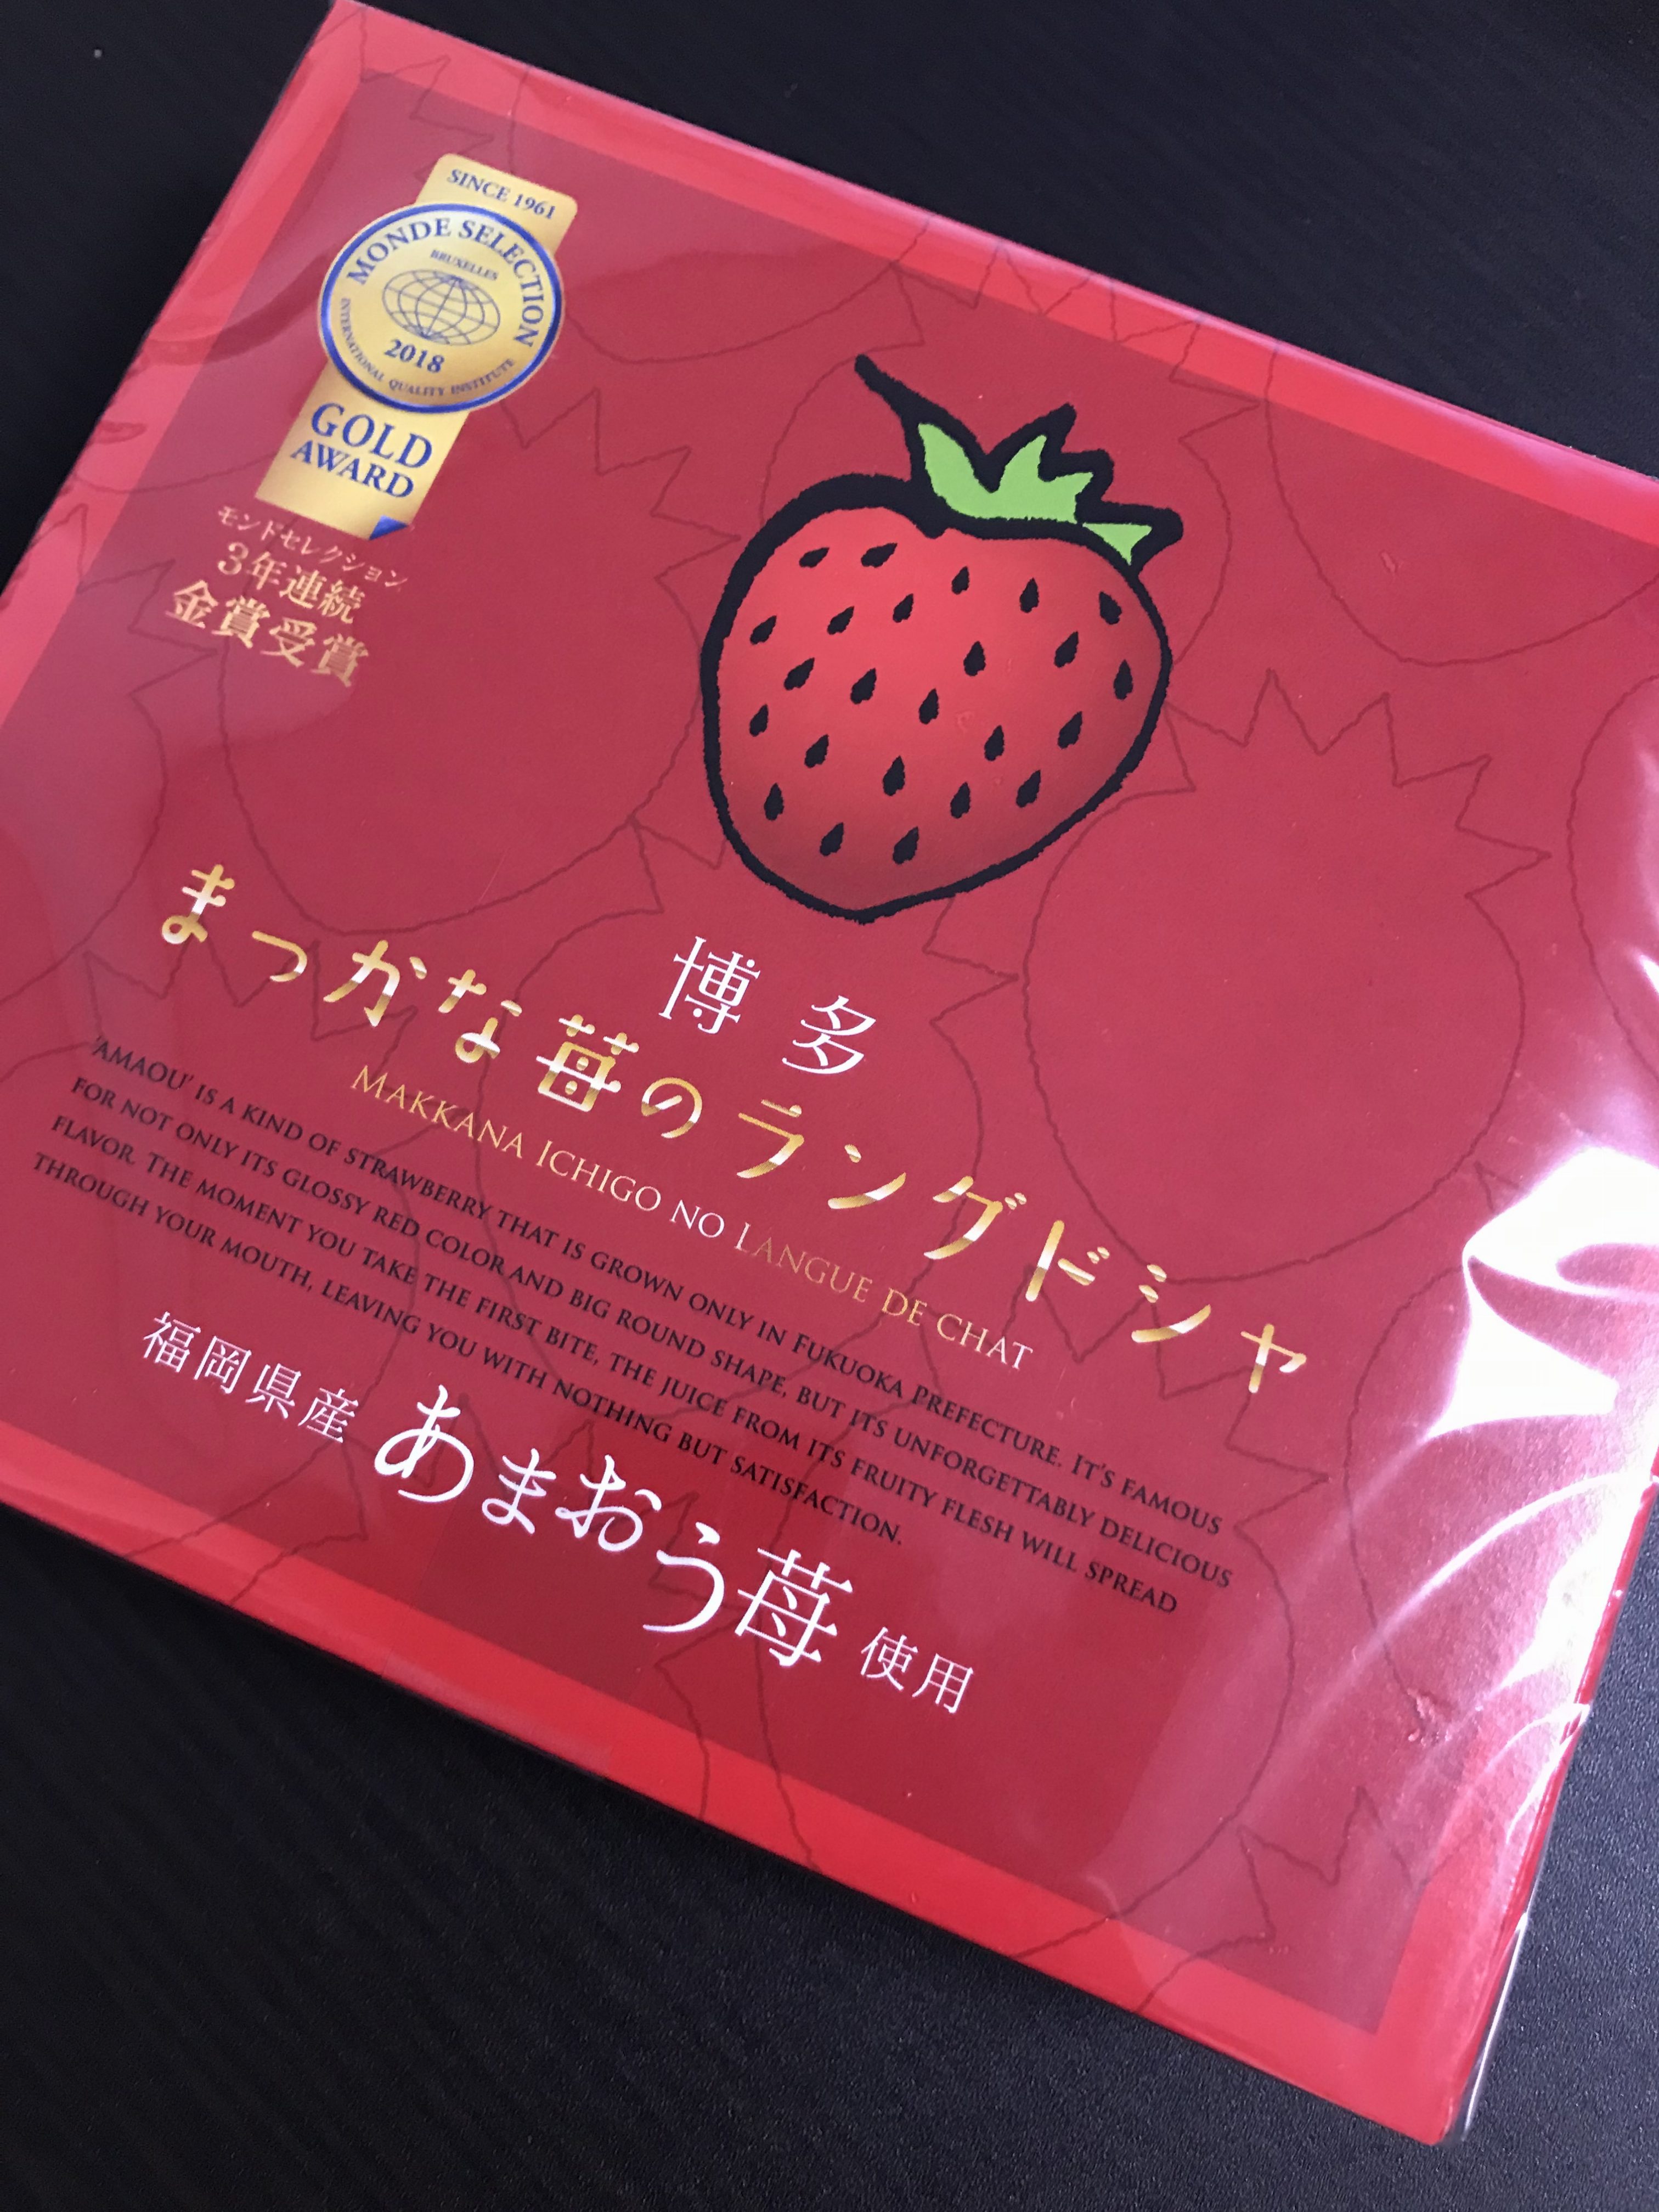 SINCE 1961
MONDE SELECTION
BRUXELLES
2018
INTERNATIONAL QUALITY INSTITUTE
GOLD
AWARD
モンドセレクション
3年連続
金賞受賞
博多
まっかな苺のラングドシャ
MAKKANA ICHIGO NO LANGUE DE CHAT
'AMAOU' IS A KIND OF STRAWBERRY THAT IS GROWN ONLY IN FUKUOKA PREFECTURE. IT'S FAMOUS
FOR NOT ONLY ITS GLOSSY RED COLOR AND BIG ROUND SHAPE, BUT ITS UNFORGETTABLY DELICIOUS
FLAVOR. THE MOMENT YOU TAKE THE FIRST BITE, THE JUICE FROM ITS FRUITY FLESH WILL SPREAD
THROUGH YOUR MOUTH, LEAVING YOU WITH NOTHING BUT SATISFACTION.
福岡県産 あまおう苺 使用